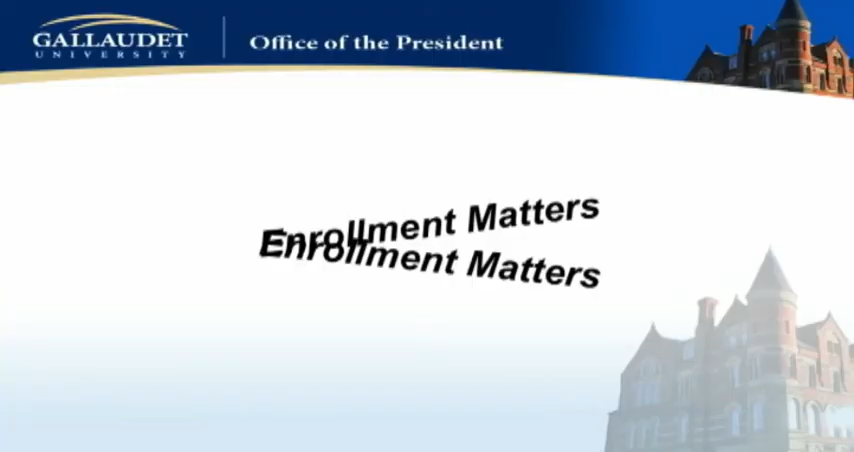 GALLAUDET
UNIVERSITY
Office of the President
Enrollment Matters
Enrollment Matters